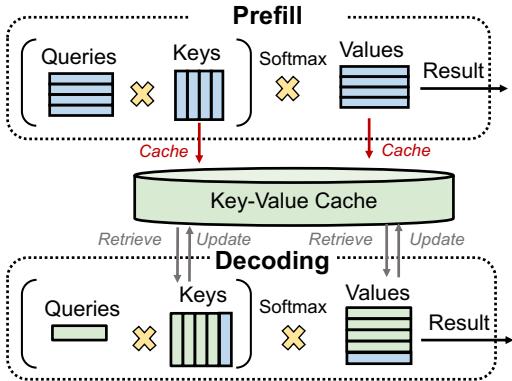 Prefill
Queries
Keys
Softmax
Values
Result
Cache
Cache
Key-Value Cache
Retrieve
Update
Retrieve
Update
Decoding
Queries
Keys
Softmax
Values
Result